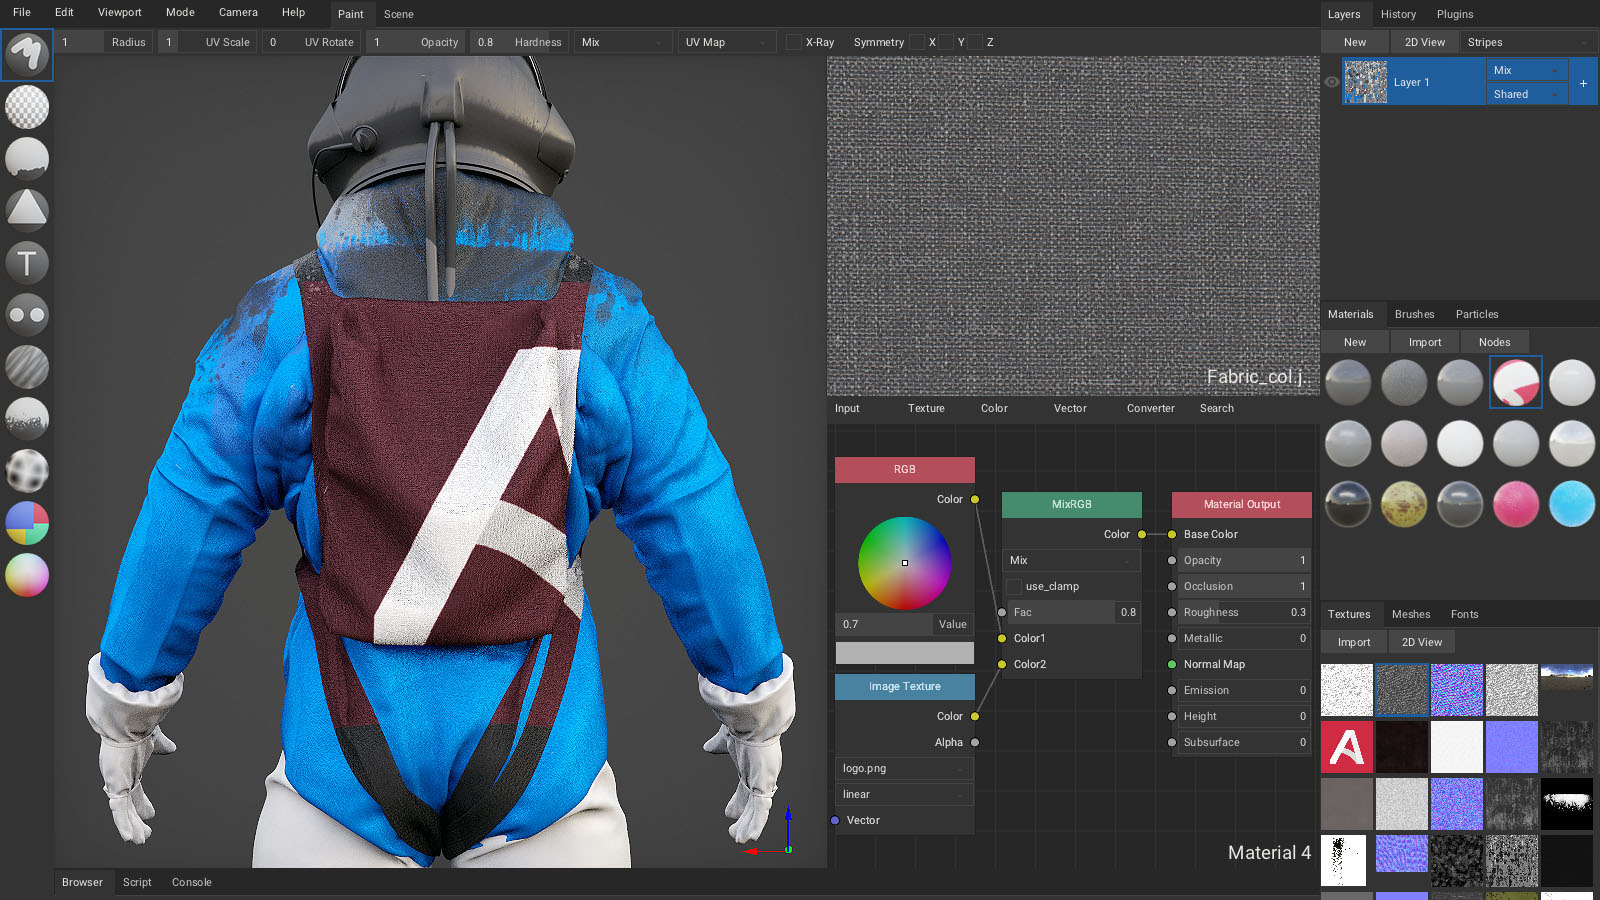 File Edit Viewport Mode Camera Help Paint Scene
1 Radius 1 UV Scale 0 UV Rotate 1 Opacity 0.8 Hardness Mix UV Map X-Ray Symmetry X Y Z
T
A
Browser Script Console
Fabric_col.j..
Input Texture Color Vector Converter Search
RGB
Color
0.7 Value
Image Texture
Color
Alpha
logo.png
linear
Vector
MixRGB
Color
Mix
use_clamp
Fac 0.8
Color1
Color2
Material Output
Base Color
Opacity 1
Occlusion 1
Roughness 0.3
Metallic 0
Normal Map
Emission 0
Height 0
Subsurface 0
Material 4
Layers History Plugins
New 2D View Stripes
Layer 1 Mix +
Shared
Materials Brushes Particles
New Import Nodes
Textures Meshes Fonts
Import 2D View
A